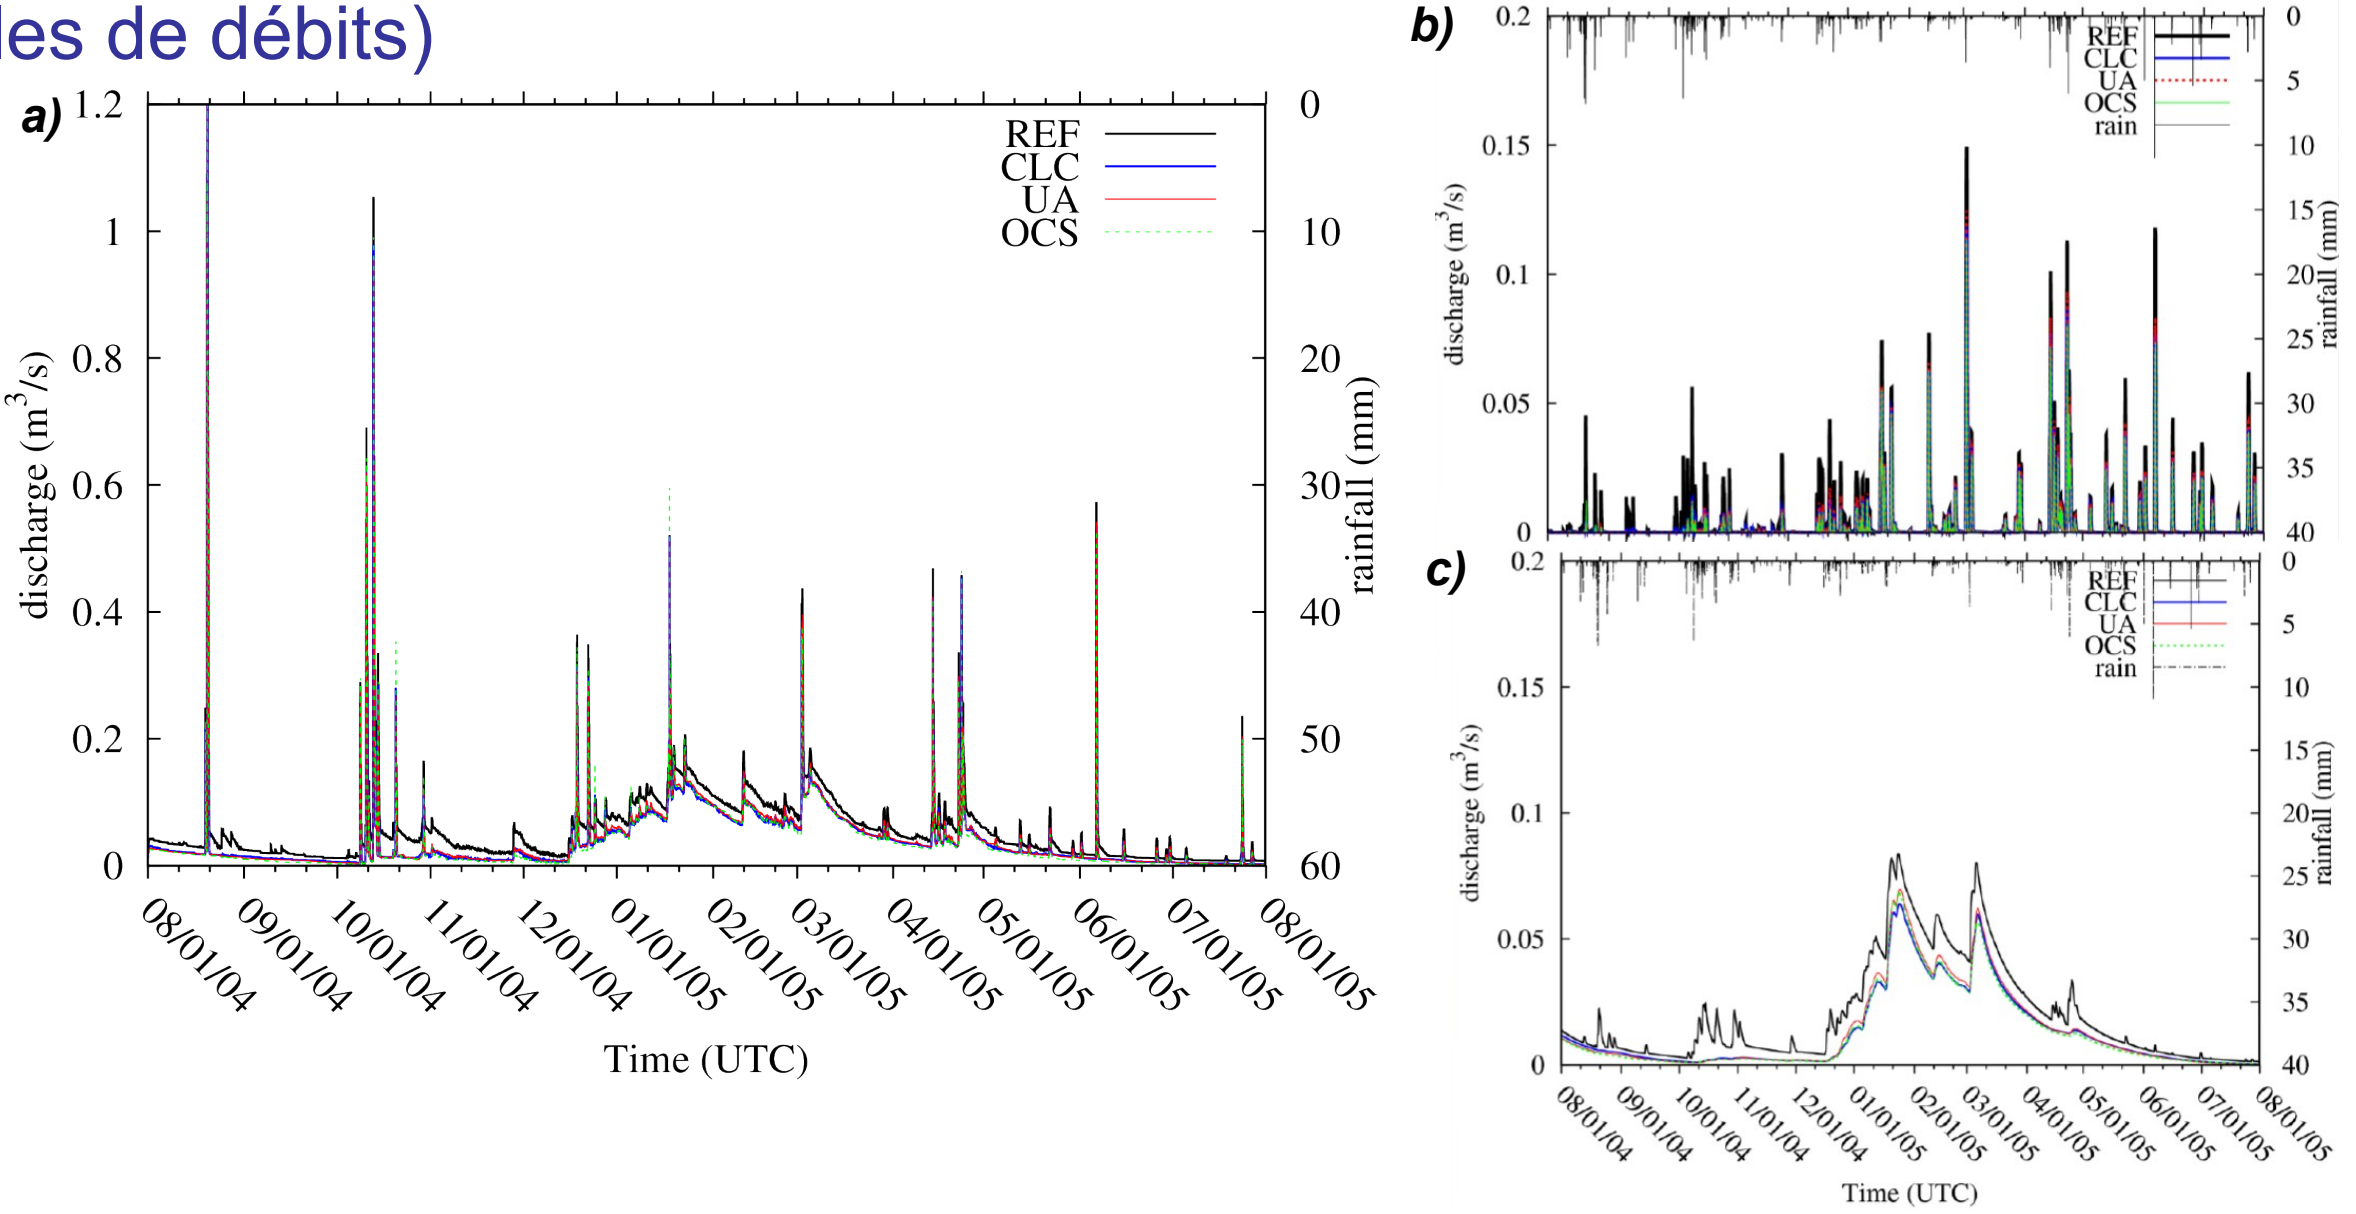 les de débits)
a)
1.2
1
0.8
0.6
0.4
0.2
0
discharge (m³/s)
0
10
20
30
40
50
60
rainfall (mm)
REF
CLC
UA
OCS
08/01/04
09/01/04
10/01/04
11/01/04
12/01/04
01/01/05
02/01/05
03/01/05
04/01/05
05/01/05
06/01/05
07/01/05
08/01/05
Time (UTC)
b)
0.2
0.15
0.1
0.05
0
discharge (m³/s)
0
5
10
15
20
25
30
35
40
rainfall (mm)
REF
CLC
UA
OCS
rain
c)
0.2
0.15
0.1
0.05
0
discharge (m³/s)
0
5
10
15
20
25
30
35
40
rainfall (mm)
REF
CLC
UA
OCS
rain
08/01/04
09/01/04
10/01/04
11/01/04
12/01/04
01/01/05
02/01/05
03/01/05
04/01/05
05/01/05
06/01/05
07/01/05
08/01/05
Time (UTC)